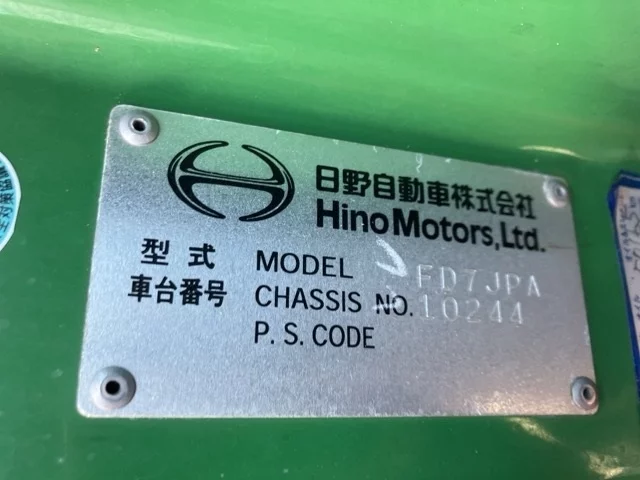 日野自動車株式会社
Hino Motors, Ltd.
型式 MODEL FD7JPA
車台番号 CHASSIS NO. 10244
P.S.CODE